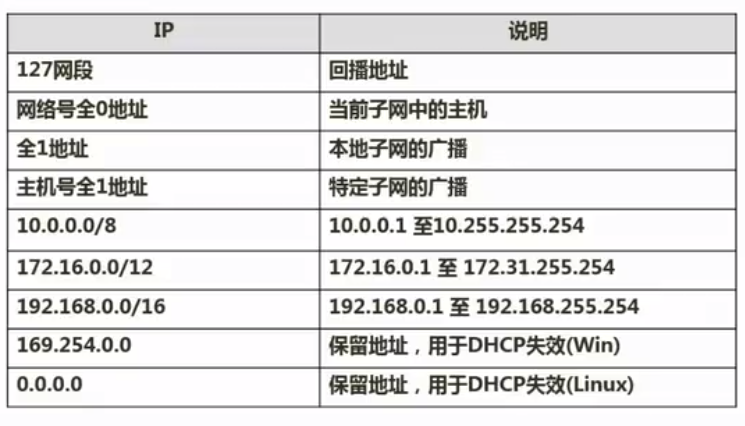 IP 说明
127网段 回播地址
网络号全0地址 当前子网中的主机
全1地址 本地子网的广播
主机号全1地址 特定子网的广播
10.0.0.0/8 10.0.0.1 至10.255.255.254
172.16.0.0/12 172.16.0.1 至 172.31.255.254
192.168.0.0/16 192.168.0.1 至 192.168.255.254
169.254.0.0 保留地址，用于DHCP失效(Win)
0.0.0.0 保留地址，用于DHCP失效(Linux)